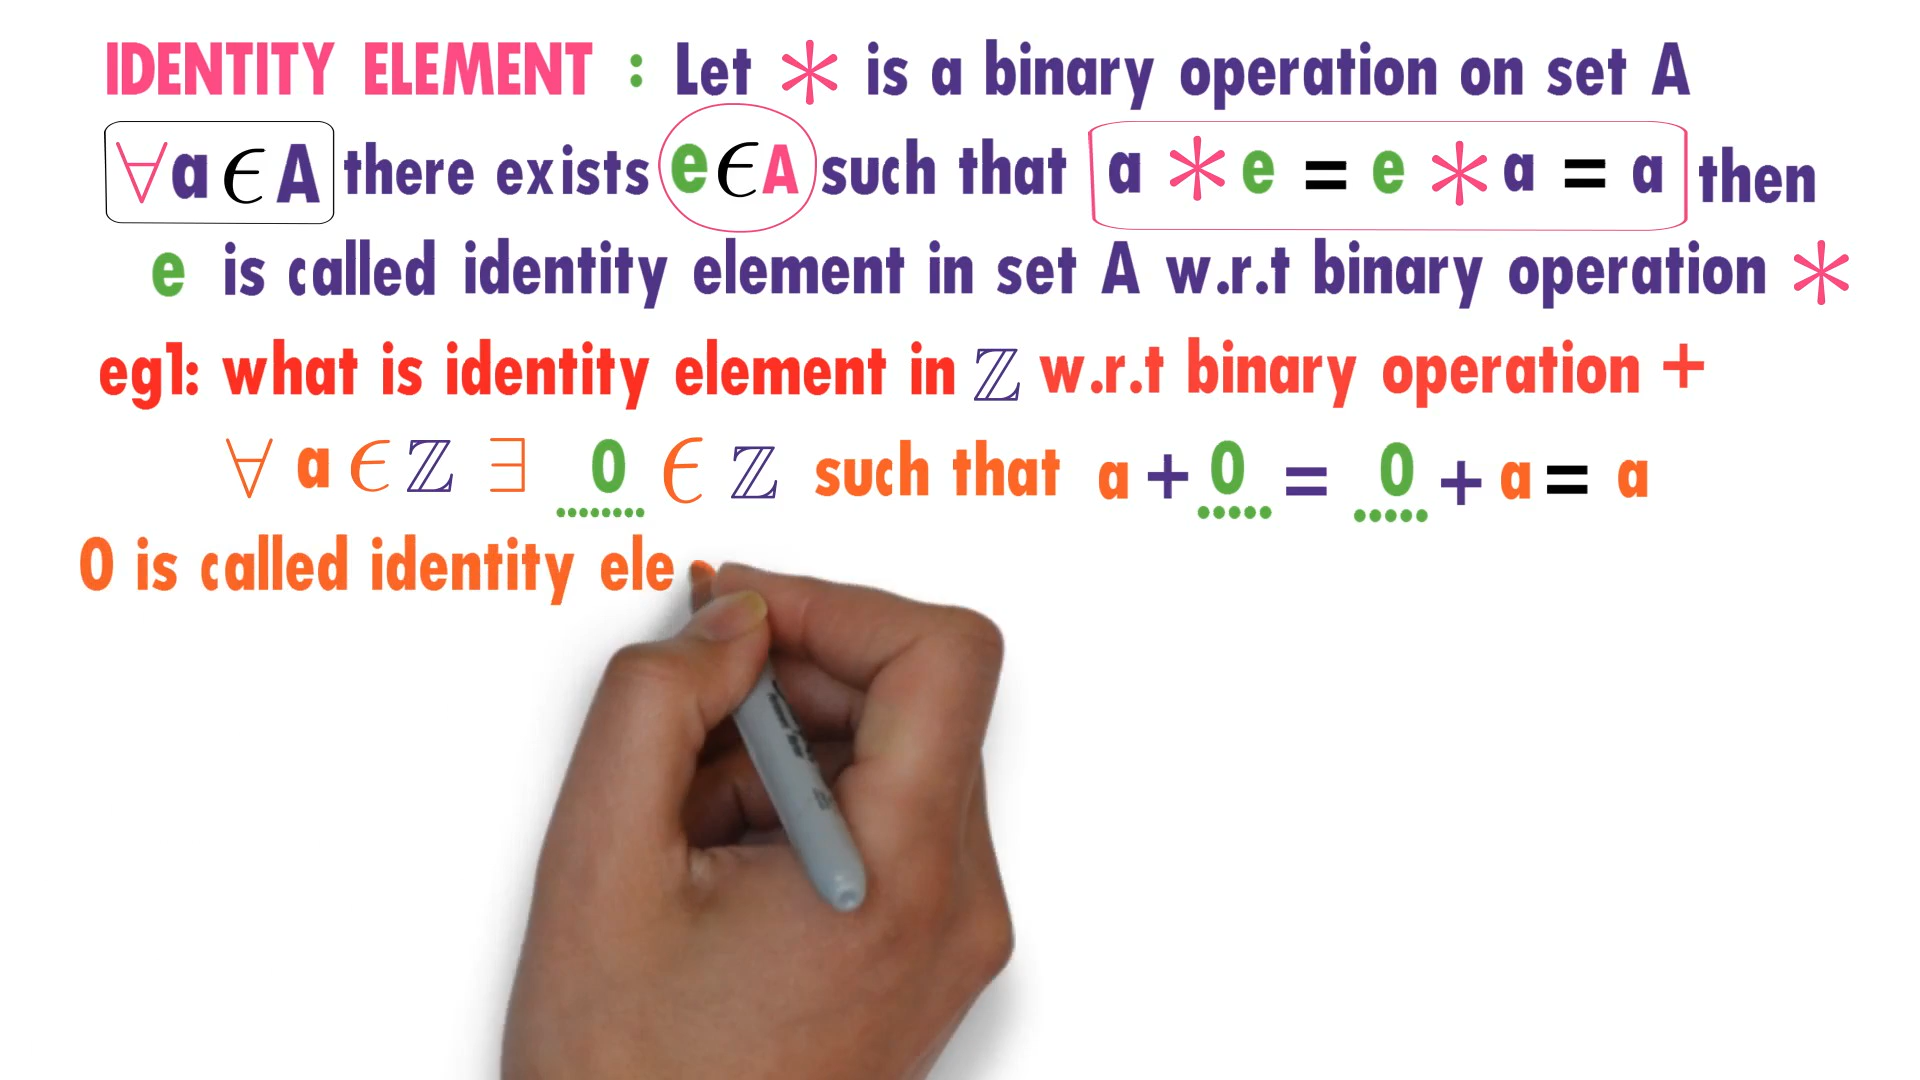 IDENTITY ELEMENT : Let * is a binary operation on set A
∀a∈A there exists e∈A such that a * e = e * a = a then
e is called identity element in set A w.r.t binary operation *
eg1: what is identity element in ℤ w.r.t binary operation +
∀ a ∈ ℤ ∃ 0 ∈ ℤ such that a + 0 = 0 + a = a
0 is called identity ele